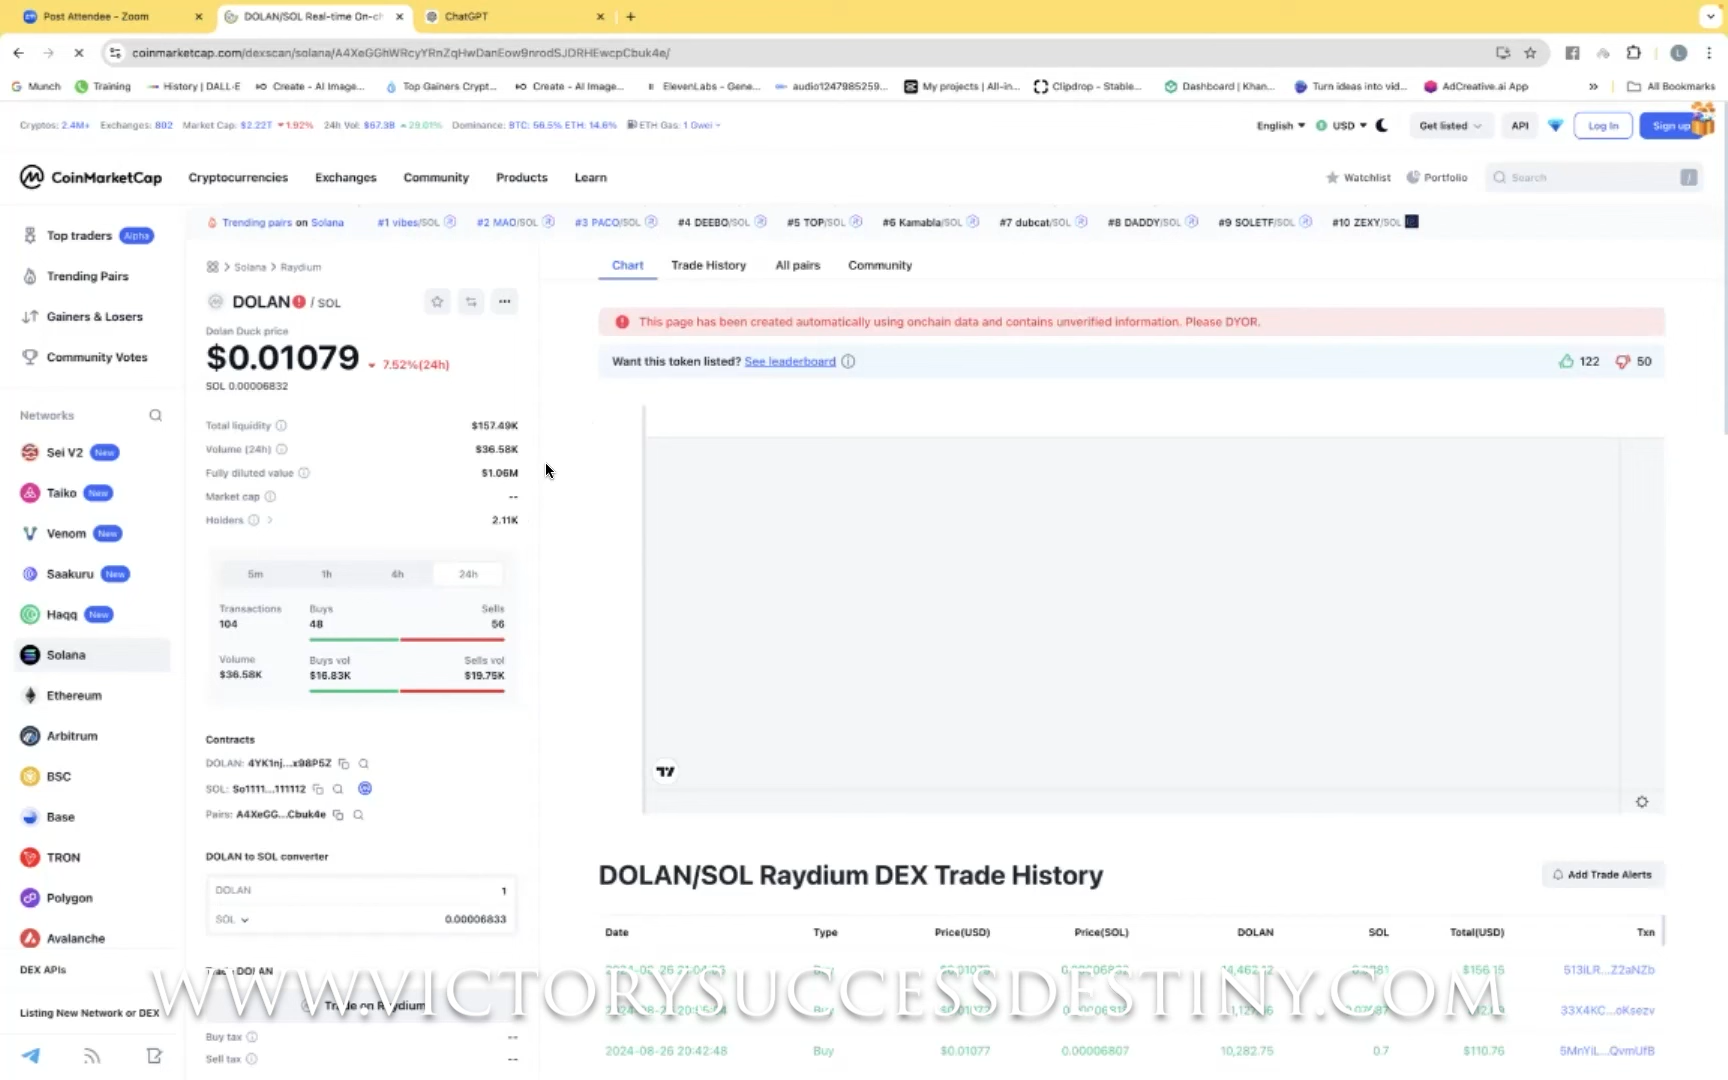 Post Attendee - Zoom
DOLAN/SOL Real-time On-ch
ChatGPT
coinmarketcap.com/dexscan/solana/A4XeGGhWRcyYRnZqHwDanEow9nrodSJDRHEwcpCbuk4e/
Munch Training History | DALL·E Create - AI Image... Top Gainers Crypt... Create - AI Image... ElevenLabs - Gene... audio1247985259... My projects | All-in... Clipdrop - Stable... Dashboard | Khan... Turn ideas into vid... AdCreative.ai App » All Bookmarks
Cryptos: 2.4M+ Exchanges: 802 Market Cap: $2.22T 1.92% 24h Vol: $67.3B 29.01% Dominance: BTC: 56.5% ETH: 14.6% ETH Gas: 1 Gwei
English USD Get listed API Log In Sign up
CoinMarketCap Cryptocurrencies Exchanges Community Products Learn Watchlist Portfolio Search /
Trending pairs on Solana #1 vibes/SOL #2 MAO/SOL #3 PACO/SOL #4 DEEBO/SOL #5 TOP/SOL #6 Kamabla/SOL #7 dubcat/SOL #8 DADDY/SOL #9 SOLETF/SOL #10 ZEXY/SOL
Top traders Alpha
Trending Pairs
Gainers & Losers
Community Votes
Networks
Sei V2 New
Taiko New
Venom New
Saakuru New
Haqq New
Solana
Ethereum
Arbitrum
BSC
Base
TRON
Polygon
Avalanche
DEX APIs
Listing New Network or DEX
> Solana > Raydium
DOLAN / SOL
Dolan Duck price
$0.01079 7.52%(24h)
SOL 0.00006832
Total liquidity $157.49K
Volume (24h) $36.58K
Fully diluted value $1.06M
Market cap --
Holders > 2.11K
5m 1h 4h 24h
Transactions Buys Sells
104 48 56
Volume Buys vol Sells vol
$36.58K $16.83K $19.75K
Contracts
DOLAN: 4YK1nj...x98P5Z
SOL: So1111...111112
Pairs: A4XeGG...Cbuk4e
DOLAN to SOL converter
DOLAN 1
SOL 0.00006833
Trade DOLAN
Trade on Raydium
Buy tax --
Sell tax --
Chart Trade History All pairs Community
This page has been created automatically using onchain data and contains unverified information. Please DYOR.
Want this token listed? See leaderboard 122 50
DOLAN/SOL Raydium DEX Trade History
Add Trade Alerts
Date Type Price(USD) Price(SOL) DOLAN SOL Total(USD) Txn
Buy $156.15 513iLR...Z2aNZb
33X4KC...oKsezv
2024-08-26 20:42:48 Buy $0.01077 0.00006807 10,282.75 0.7 $110.76 5MnYiL...QvmUfB
WWW.VICTORYSUCCESSDESTINY.COM